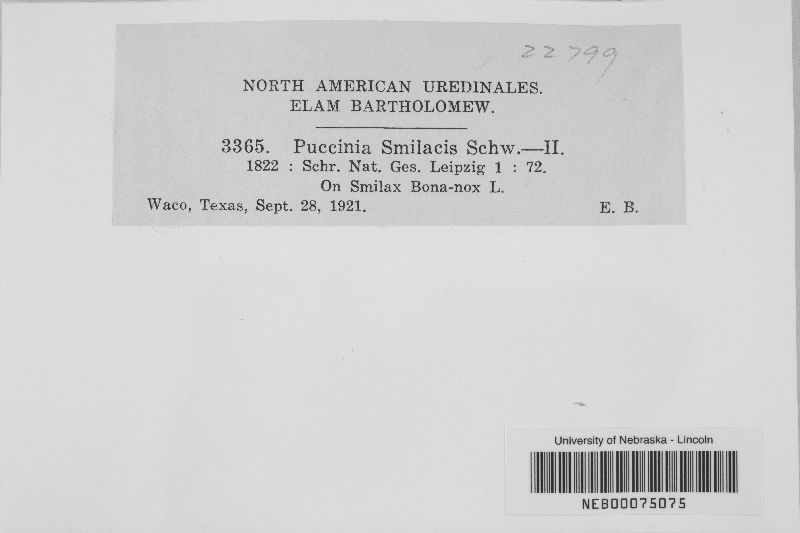 22799
NORTH AMERICAN UREDINALES.
ELAM BARTHOLOMEW.
3365. Puccinia Smilacis Schw.—II.
1822 : Schr. Nat. Ges. Leipzig 1 : 72.
On Smilax Bona-nox L.
Waco, Texas, Sept. 28, 1921. E. B.
University of Nebraska - Lincoln
NEB00075075